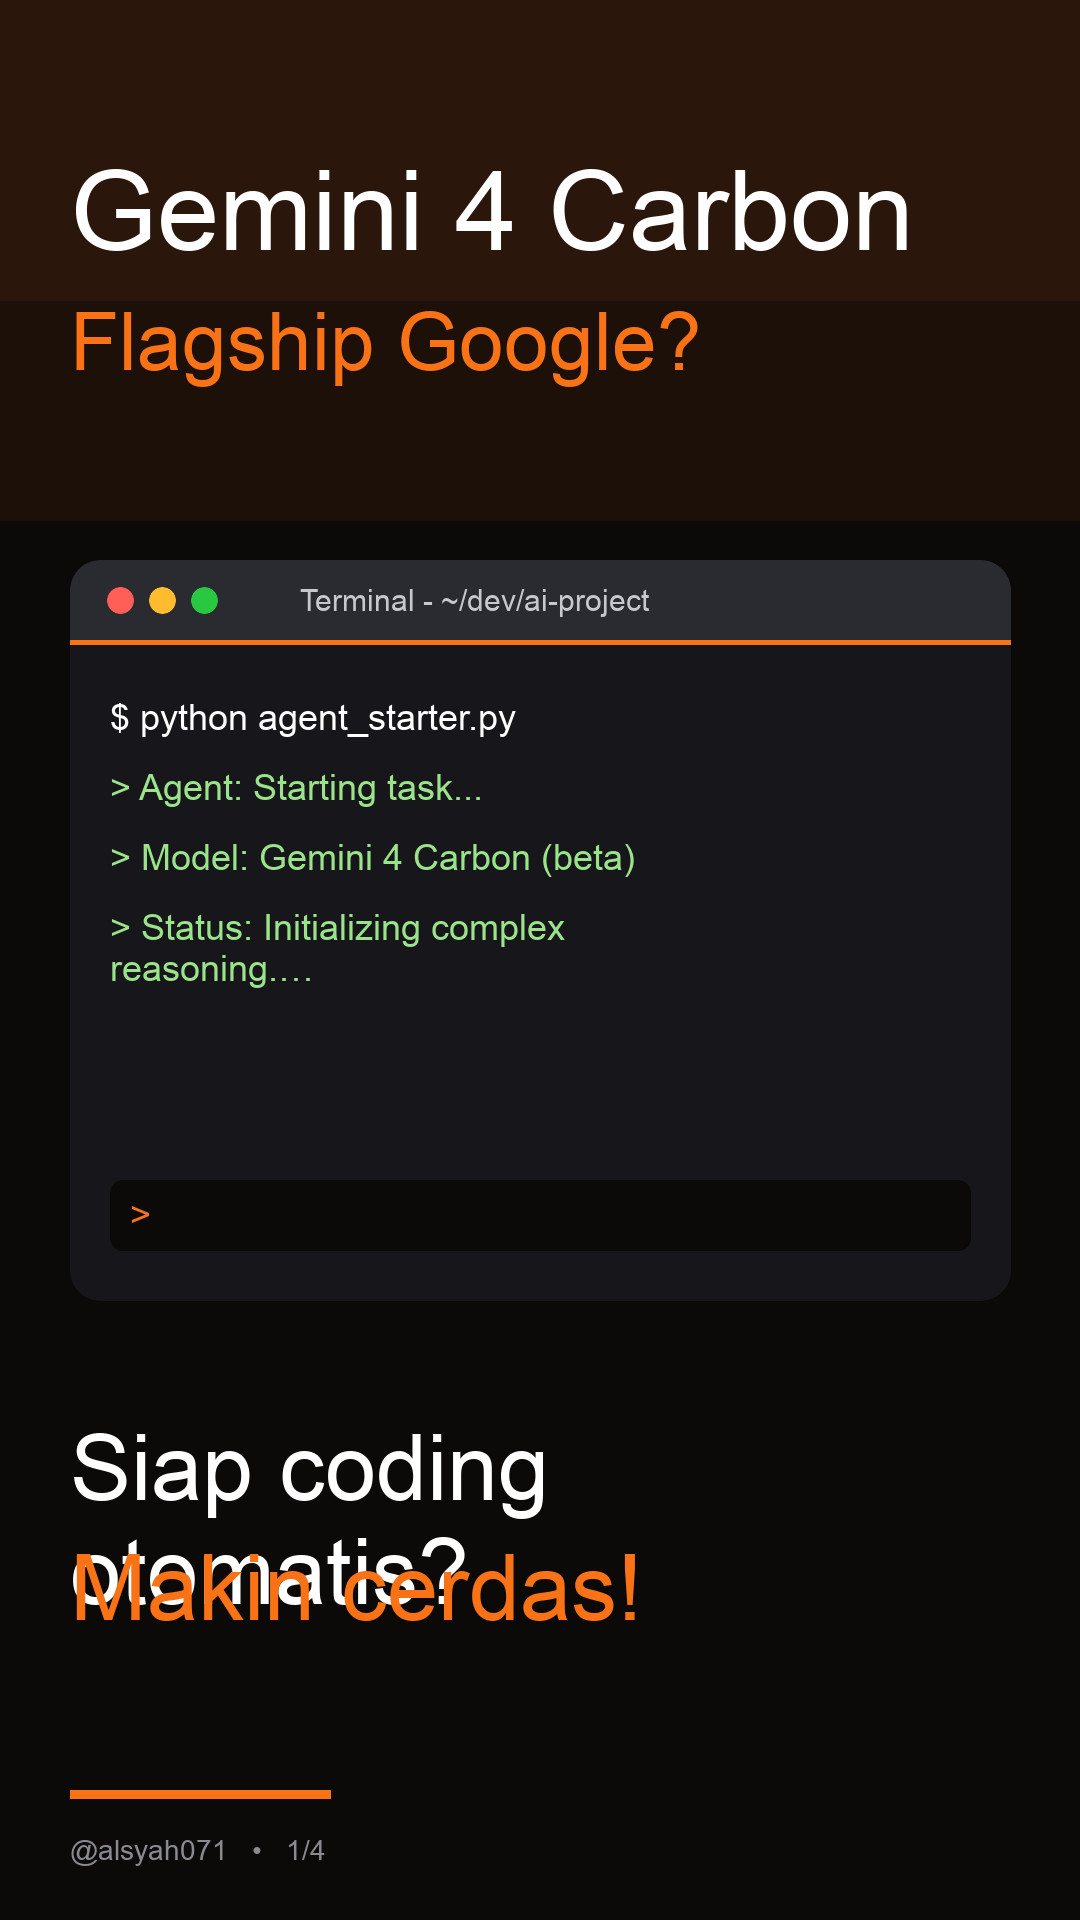 Gemini 4 Carbon
Flagship Google?
Terminal - ~/dev/ai-project
$ python agent_starter.py
> Agent: Starting task...
> Model: Gemini 4 Carbon (beta)
> Status: Initializing complex
reasoning....
>
Siap coding
otomatis?
Makin cerdas!
@alsyah071 • 1/4